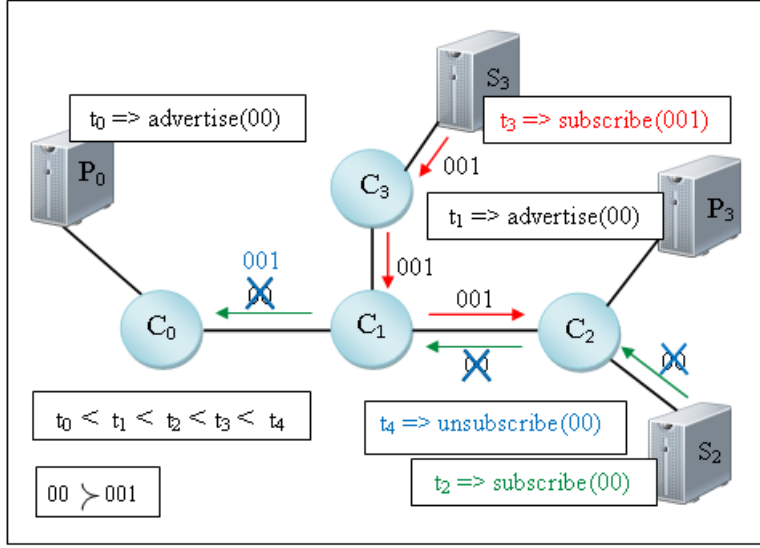 S₃
t₀ => advertise(00)
t₃ => subscribe(001)
P₀
001
C₃
P₃
t₁ => advertise(00)
001
001
00
001
C₀
C₁
C₂
00
00
t₀ < t₁ < t₂ < t₃ < t₄
t₄ => unsubscribe(00)
S₂
t₂ => subscribe(00)
00 ≻ 001